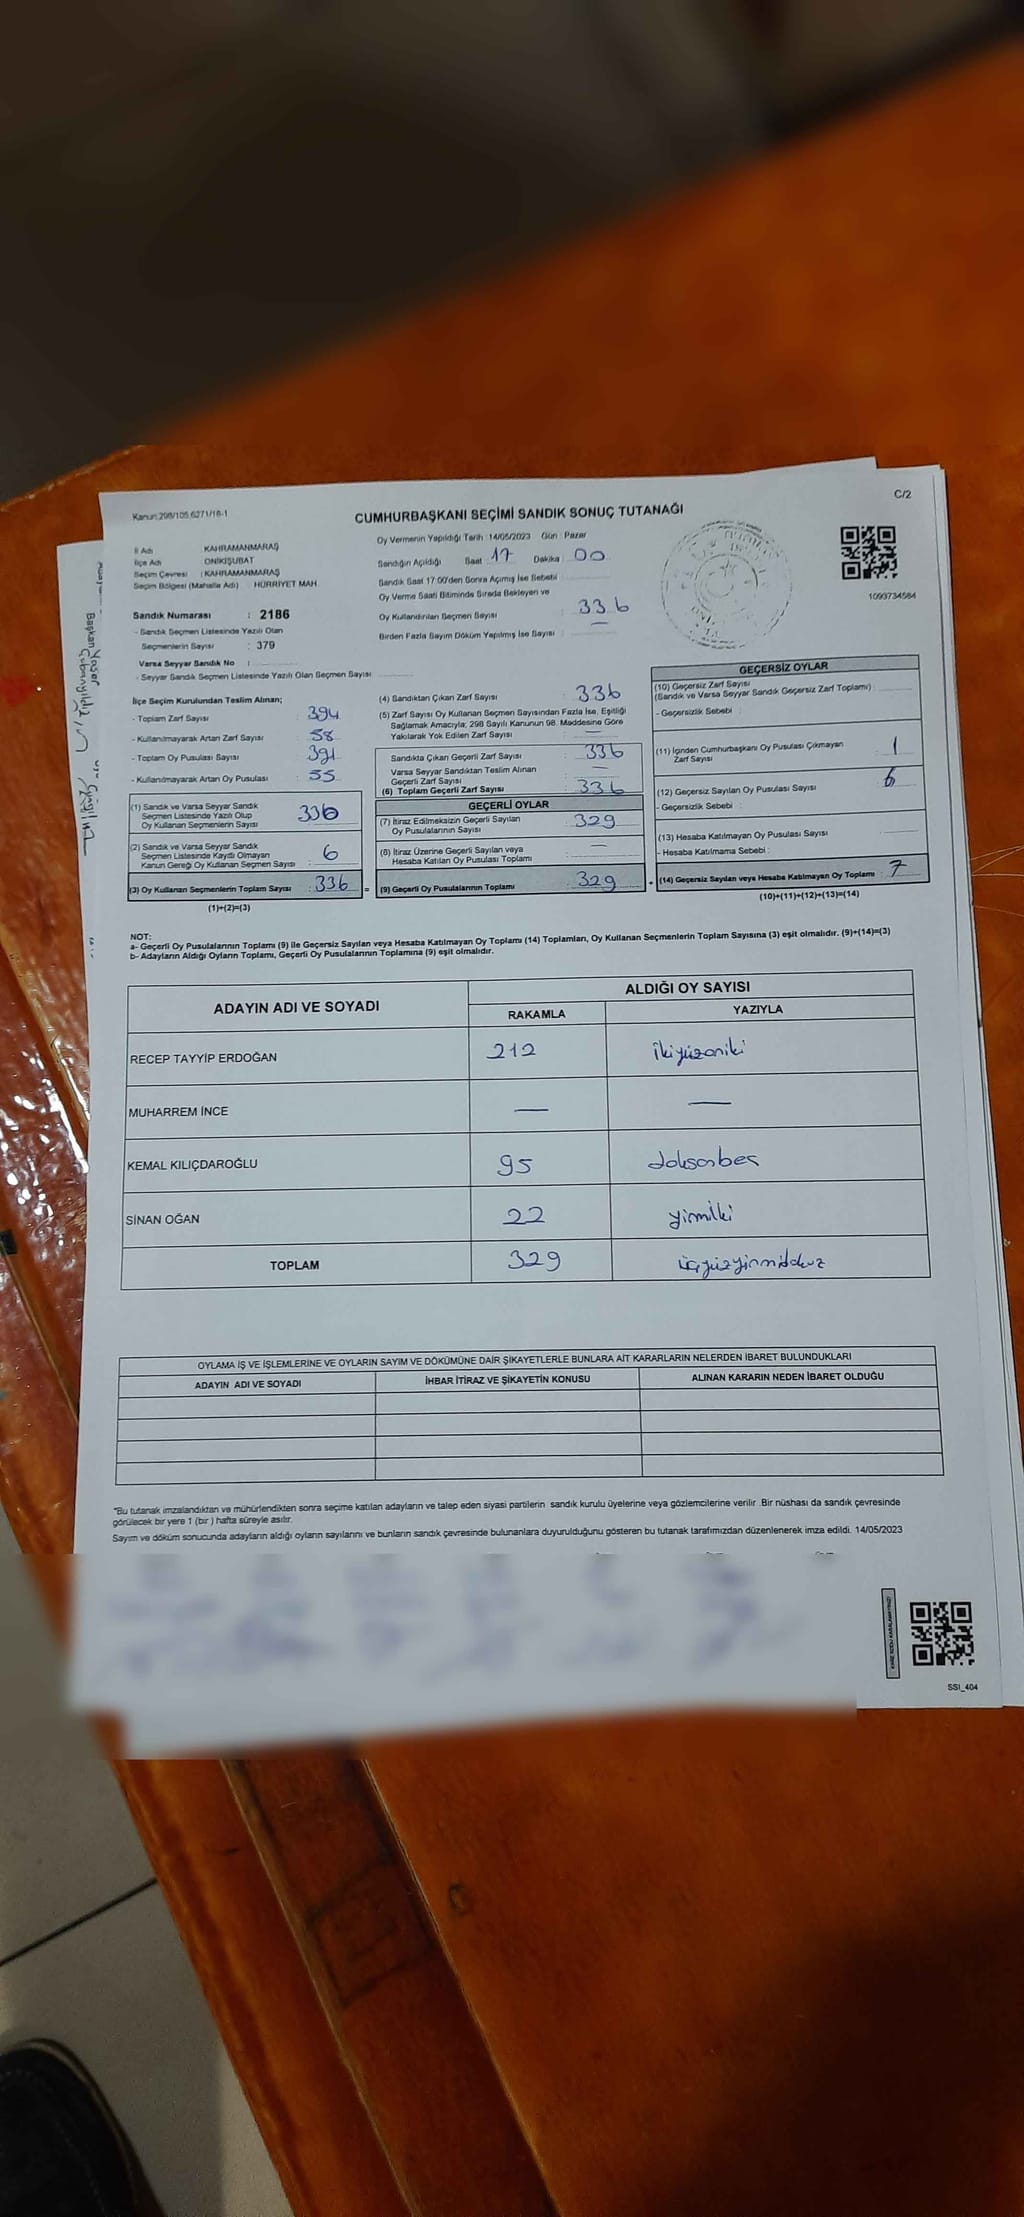 C/2
Kanun:298/105,6271/18-1
CUMHURBAŞKANI SEÇİMİ SANDIK SONUÇ TUTANAĞI
İl Adı : KAHRAMANMARAŞ
İlçe Adı : ONİKİŞUBAT
Seçim Çevresi : KAHRAMANMARAŞ
Seçim Bölgesi (Mahalle Adı) : HÜRRİYET MAH.
Sandık Numarası : 2186
- Sandık Seçmen Listesinde Yazılı Olan
Seçmenlerin Sayısı : 379
Varsa Seyyar Sandık No :
- Seyyar Sandık Seçmen Listesinde Yazılı Olan Seçmen Sayısı
Oy Vermenin Yapıldığı Tarih :14/05/2023 Gün : Pazar
Sandığın Açıldığı Saat 17 Dakika : 00
Sandık Saat 17:00'den Sonra Açımış İse Sebebi :
Oy Verme Saati Bitiminde Sırada Bekleyen ve
Oy Kullandırılan Seçmen Sayısı : 336
Birden Fazla Sayım Döküm Yapılmış İse Sayısı : —
1093734584
İlçe Seçim Kurulundan Teslim Alınan;
- Toplam Zarf Sayısı : 394
- Kullanılmayarak Artan Zarf Sayısı : 58
- Toplam Oy Pusulası Sayısı : 391
- Kullanılmayarak Artan Oy Pusulası : 55
(1) Sandık ve Varsa Seyyar Sandık
Seçmen Listesinde Yazılı Olup
Oy Kullanan Seçmenlerin Sayısı : 336
(2) Sandık ve Varsa Seyyar Sandık
Seçmen Listesinde Kaydı Olmayan
Kanun Gereği Oy Kullanan Seçmen Sayısı : 6
(3) Oy Kullanan Seçmenlerin Toplam Sayısı : 336 =
(1)+(2)=(3)
(4) Sandıktan Çıkan Zarf Sayısı : 336
(5) Zarf Sayısı Oy Kullanan Seçmen Sayısından Fazla İse, Eşitliği
Sağlamak Amacıyla; 298 Sayılı Kanunun 98. Maddesine Göre
Yakılarak Yok Edilen Zarf Sayısı : —
Sandıkta Çıkan Geçerli Zarf Sayısı : 336
Varsa Seyyar Sandıktan Teslim Alınan
Geçerli Zarf Sayısı : —
(6) Toplam Geçerli Zarf Sayısı : 336
GEÇERLİ OYLAR
(7) İtiraz Edilmeksizin Geçerli Sayılan
Oy Pusulalarının Sayısı : 329
(8) İtiraz Üzerine Geçerli Sayılan veya
Hesaba Katılan Oy Pusulası Toplamı : —
(9) Geçerli Oy Pusulalarının Toplamı : 329 +
GEÇERSİZ OYLAR
(10) Geçersiz Zarf Sayısı
(Sandık ve Varsa Seyyar Sandık Geçersiz Zarf Toplamı) :
- Geçersizlik Sebebi :
(11) İçinden Cumhurbaşkanı Oy Pusulası Çıkmayan
Zarf Sayısı : 1
(12) Geçersiz Sayılan Oy Pusulası Sayısı : 6
- Geçersizlik Sebebi :
(13) Hesaba Katılmayan Oy Pusulası Sayısı :
- Hesaba Katılmama Sebebi :
(14) Geçersiz Sayılan veya Hesaba Katılmayan Oy Toplamı : 7
(10)+(11)+(12)+(13)=(14)
NOT:
a- Geçerli Oy Pusulalarının Toplamı (9) ile Geçersiz Sayılan veya Hesaba Katılmayan Oy Toplamı (14) Toplamları, Oy Kullanan Seçmenlerin Toplam Sayısına (3) eşit olmalıdır. (9)+(14)=(3)
b- Adayların Aldığı Oyların Toplamı, Geçerli Oy Pusulalarının Toplamına (9) eşit olmalıdır.
ADAYIN ADI VE SOYADI ALDIĞI OY SAYISI
RAKAMLA YAZIYLA
RECEP TAYYİP ERDOĞAN 212 ikiyüzoniki
MUHARREM İNCE — —
KEMAL KILIÇDAROĞLU 95 doksanbeş
SİNAN OĞAN 22 yirmiiki
TOPLAM 329 üçyüzyirmidokuz
OYLAMA İŞ VE İŞLEMLERİNE VE OYLARIN SAYIM VE DÖKÜMÜNE DAİR ŞİKAYETLERLE BUNLARA AİT KARARLARIN NELERDEN İBARET BULUNDUKLARI
ADAYIN ADI VE SOYADI İHBAR İTİRAZ VE ŞİKAYETİN KONUSU ALINAN KARARIN NEDEN İBARET OLDUĞU
"Bu tutanak imzalandıktan ve mühürlendikten sonra seçime katılan adayların ve talep eden siyasi partilerin sandık kurulu üyelerine veya gözlemcilerine verilir .Bir nüshası da sandık çevresinde
görülecek bir yere 1 (bir ) hafta süreyle asılır.
Sayım ve döküm sonucunda adayların aldığı oyların sayılarını ve bunların sandık çevresinde bulunanlara duyurulduğunu gösteren bu tutanak tarafımızdan düzenlenerek imza edildi. 14/05/2023
SSI_404